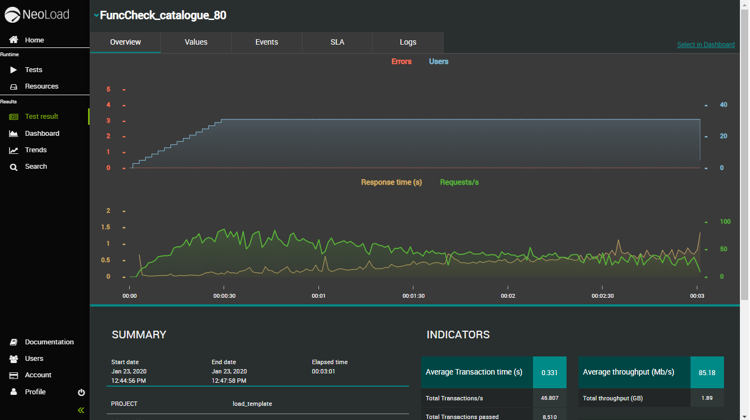 NeoLoad
FuncCheck_catalogue_80
Home
Runtime
Tests
Resources
Results
Test result
Dashboard
Trends
Search
Documentation
Users
Account
Profile
Overview Values Events SLA Logs
Select in Dashboard
Errors Users
5
4
3
2
1
0
40
20
0
Response time (s) Requests/s
2
1.5
1
0.5
0
100
50
0
00:00 00:00:30 00:01 00:01:30 00:02 00:02:30 00:03
SUMMARY
Start date End date Elapsed time
Jan 23, 2020 Jan 23, 2020 00:03:01
12:44:56 PM 12:47:58 PM
PROJECT load_template
INDICATORS
Average Transaction time (s) 0.331
Total Transactions/s 46.807
Total Transactions passed 8,510
Average throughput (Mb/s) 85.18
Total throughput (GB) 1.89